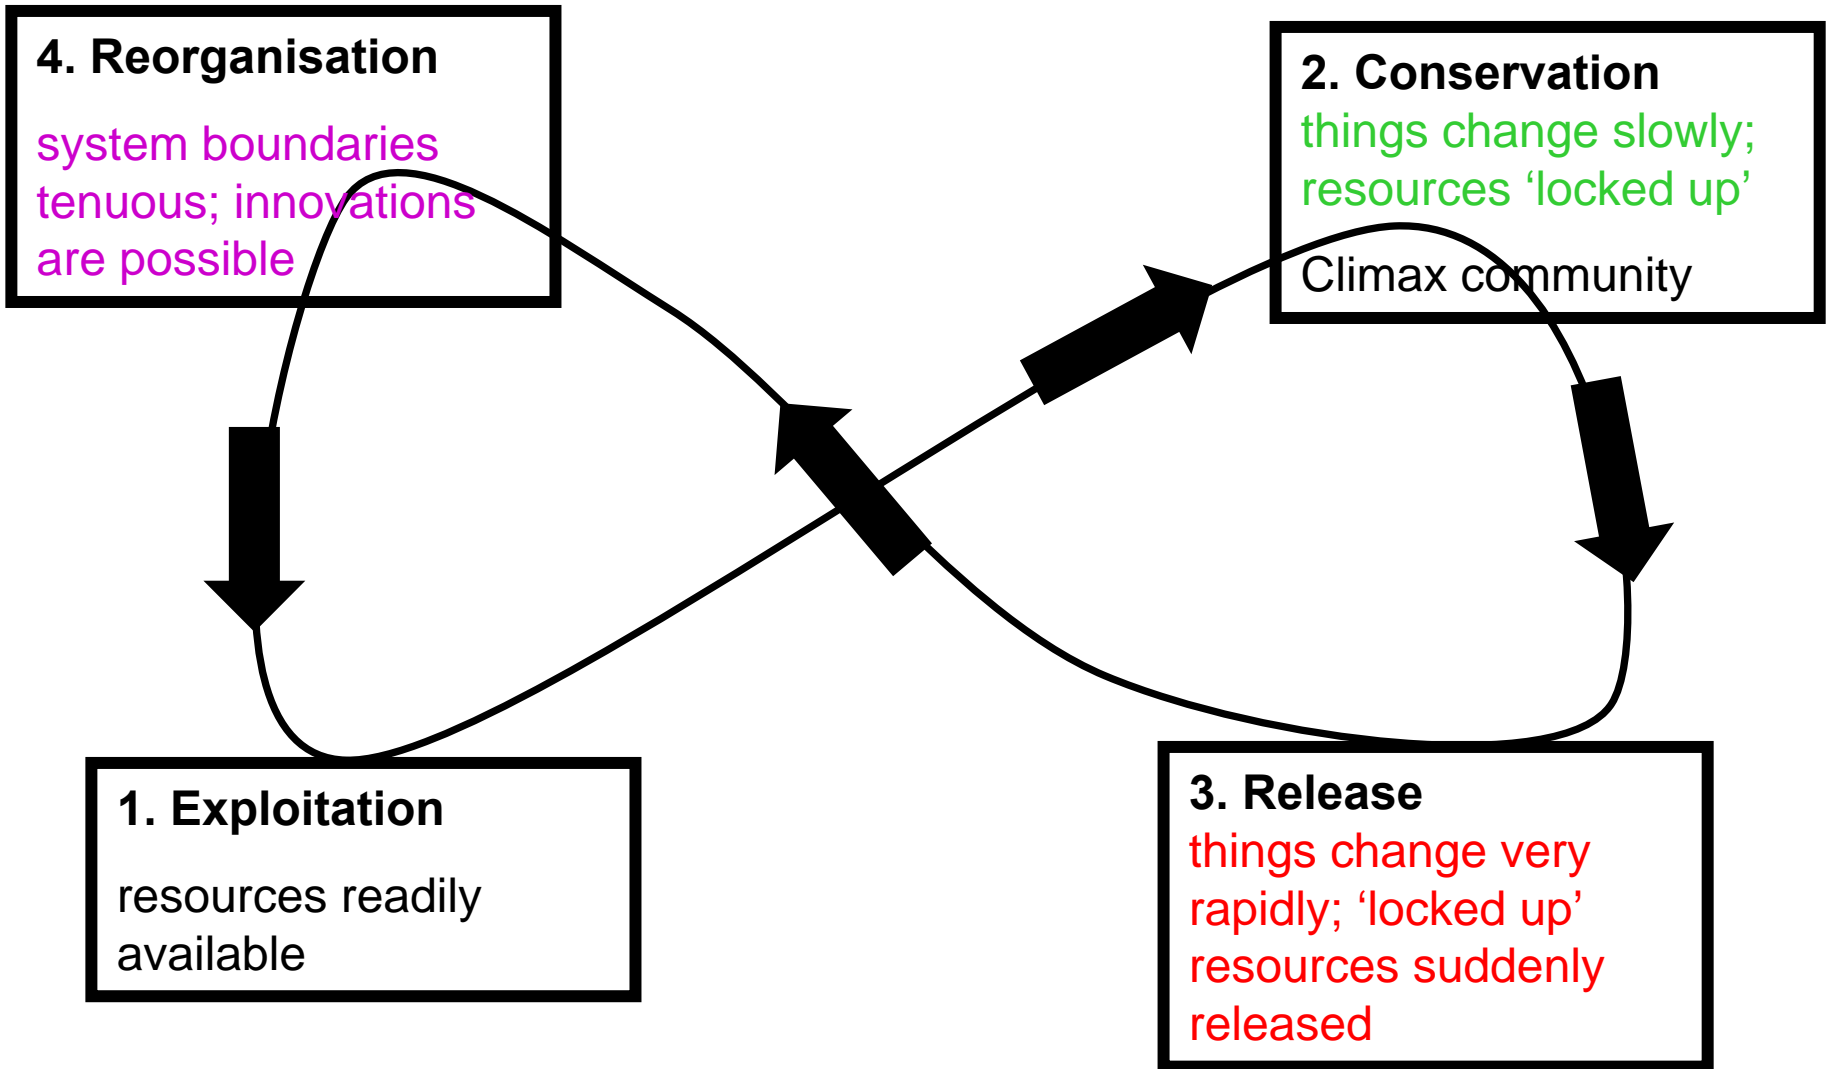 4. Reorganisation
system boundaries
tenuous; innovations
are possible
2. Conservation
things change slowly;
resources ‘locked up’
Climax community
1. Exploitation
resources readily
available
3. Release
things change very
rapidly; ‘locked up’
resources suddenly
released